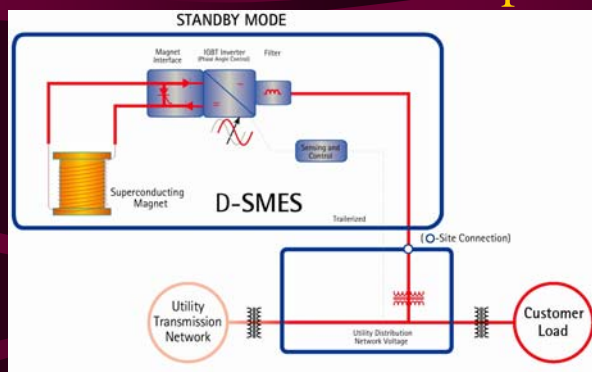 STANDBY MODE
Magnet
Interface
IGBT Inverter
(Phase Angle Control)
Filter
Sensing and
Control
Superconducting
Magnet
D-SMES
Trailerized
(O-Site Connection)
Utility
Transmission
Network
Utility Distribution
Network Voltage
Customer
Load